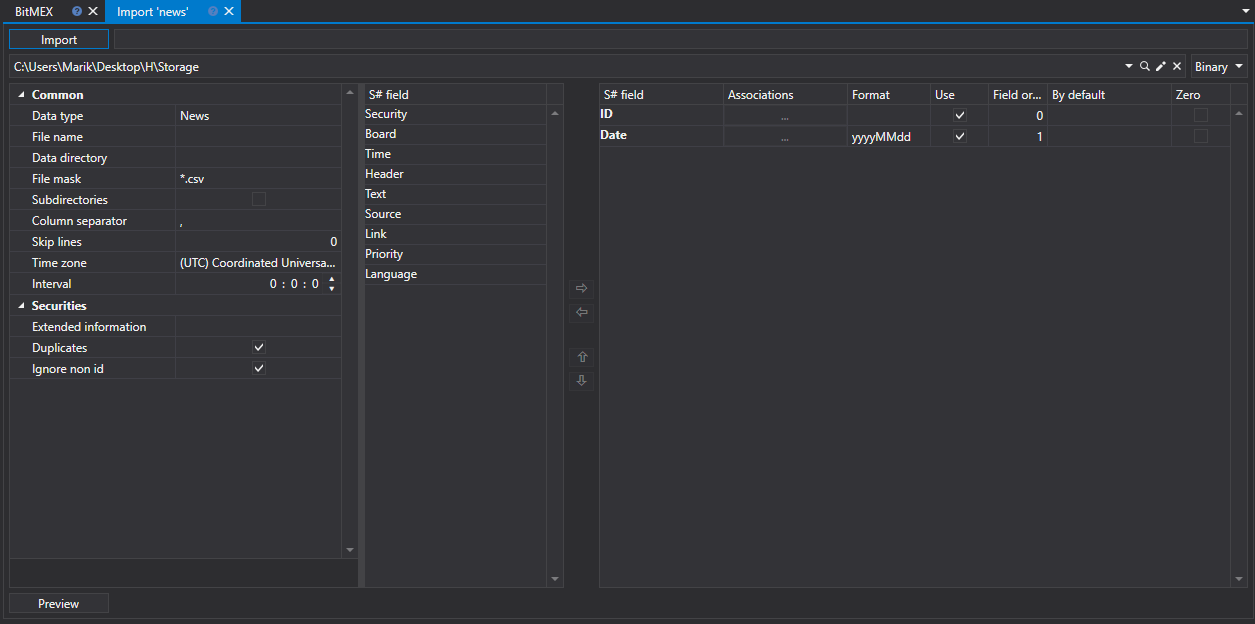 BitMEX ? Import 'news' ?
Import
C:\Users\Marik\Desktop\H\Storage Binary
Common
Data type News
File name
Data directory
File mask *.csv
Subdirectories
Column separator ,
Skip lines 0
Time zone (UTC) Coordinated Universa...
Interval 0 : 0 : 0
Securities
Extended information
Duplicates
Ignore non id
S# field
Security
Board
Time
Header
Text
Source
Link
Priority
Language
S# field Associations Format Use Field or... By default Zero
ID ... 0
Date ... yyyyMMdd 1
Preview